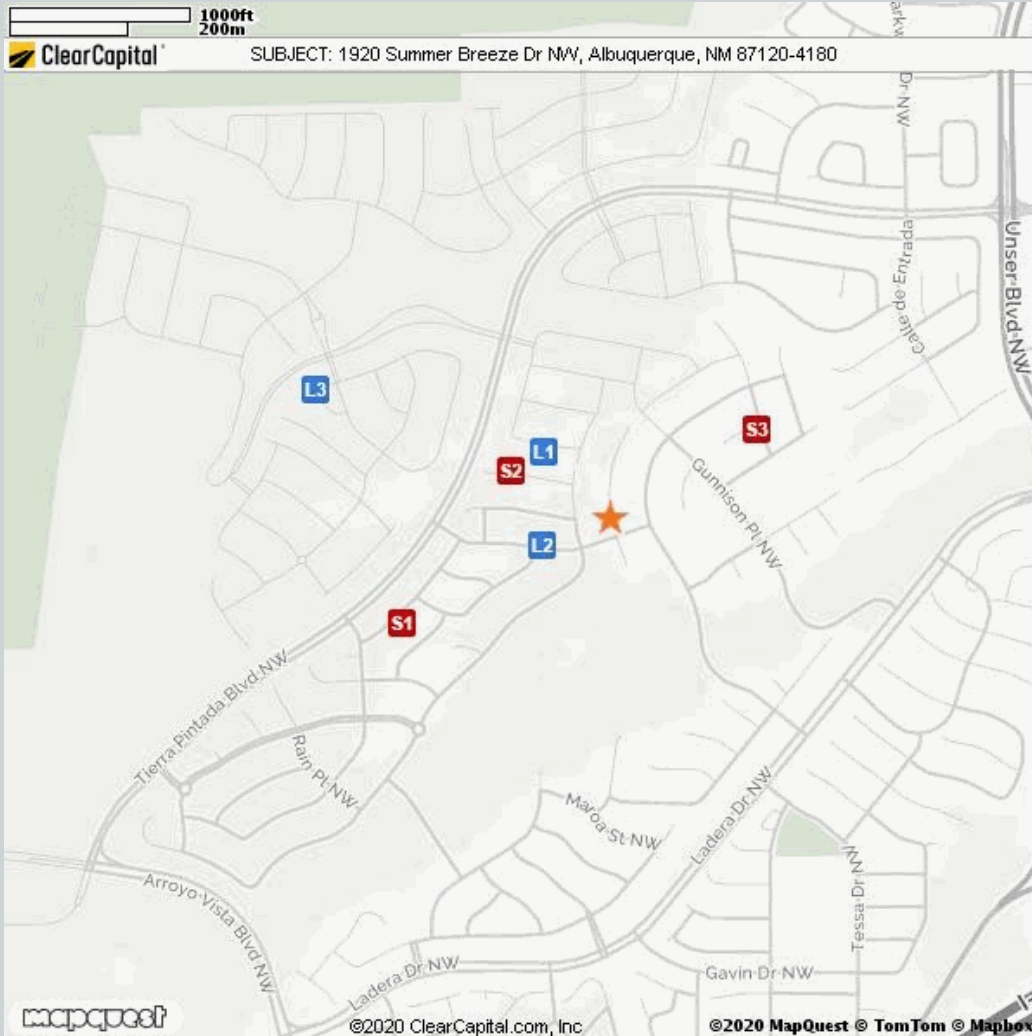 1000ft
200m
ClearCapital
SUBJECT: 1920 Summer Breeze Dr NW, Albuquerque, NM 87120-4180
Dr NW
Calle de Entrada
Unser Blvd NW
L3
L1
S2
S3
Gunnison Pl NW
L2
S1
Tierra Pintada Blvd NW
Rain Pl NW
Maroa St NW
Ladera Dr NW
Arroyo Vista Blvd NW
Tessa Dr NW
Ladera Dr NW
Gavin Dr NW
mapquest
©2020 ClearCapital.com, Inc
©2020 MapQuest © TomTom © Mapbo